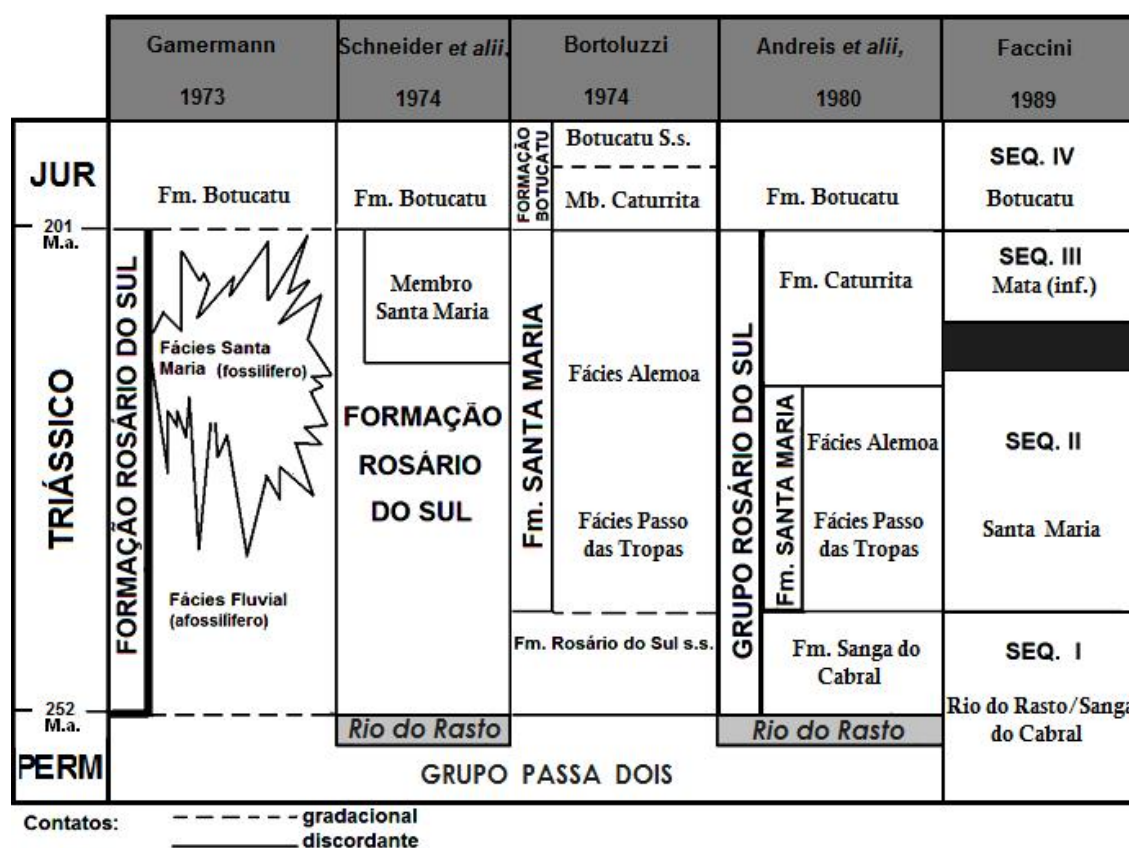 Gamermann
1973
Schneider et alii,
1974
Bortoluzzi
1974
Andreis et alii,
1980
Faccini
1989
JUR
201
M.a.
TRIÁSSICO
252
M.a.
PERM
Fm. Botucatu
FORMAÇÃO ROSÁRIO DO SUL
Fácies Santa
Maria (fossilífero)
Fácies Fluvial
(afossilífero)
Fm. Botucatu
Membro
Santa Maria
FORMAÇÃO
ROSÁRIO
DO SUL
Rio do Rasto
FORMAÇÃO
BOTUCATU
Botucatu S.s.
Mb. Caturrita
Fm. SANTA MARIA
Fácies Alemoa
Fácies Passo
das Tropas
Fm. Rosário do Sul s.s.
Fm. Botucatu
GRUPO ROSÁRIO DO SUL
Fm. Caturrita
Fm. SANTA MARIA
Fácies Alemoa
Fácies Passo
das Tropas
Fm. Sanga do
Cabral
Rio do Rasto
SEQ. IV
Botucatu
SEQ. III
Mata (inf.)
SEQ. II
Santa Maria
SEQ. I
Rio do Rasto/Sanga
do Cabral
GRUPO PASSA DOIS
Contatos:
gradacional
discordante